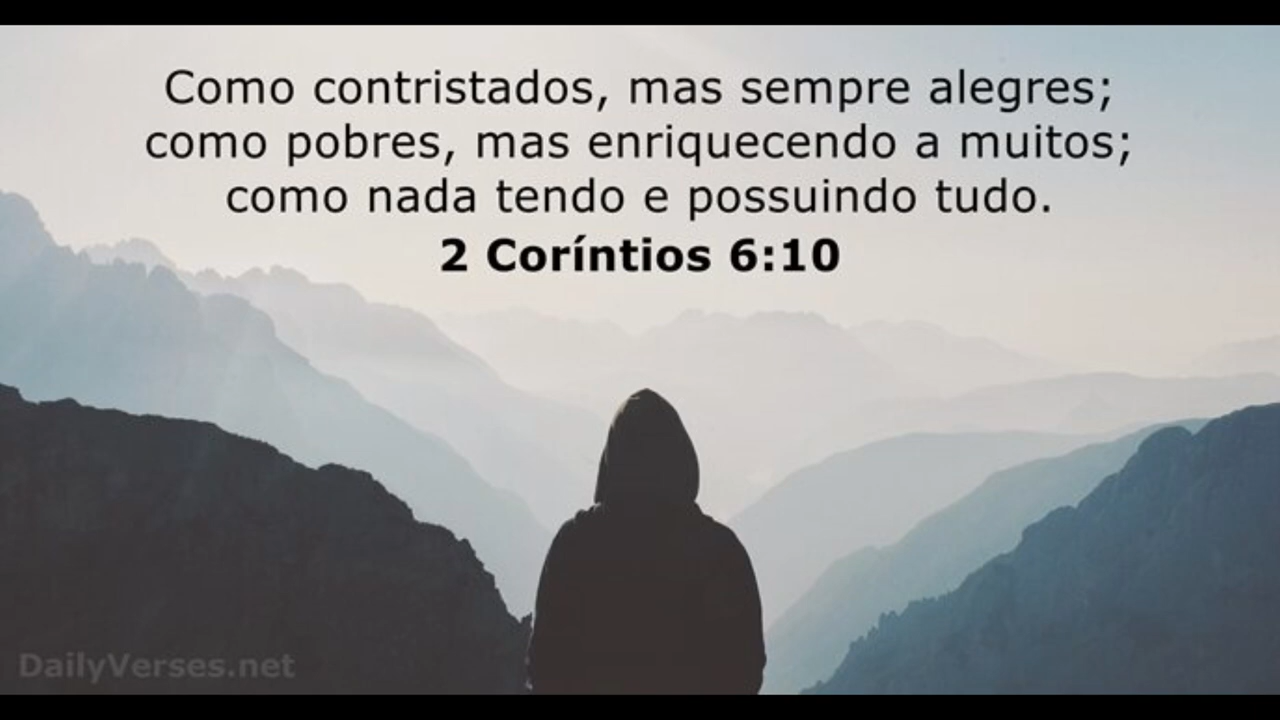 Como contristados, mas sempre alegres;
como pobres, mas enriquecendo a muitos;
como nada tendo e possuindo tudo.
2 Coríntios 6:10
DailyVerses.net